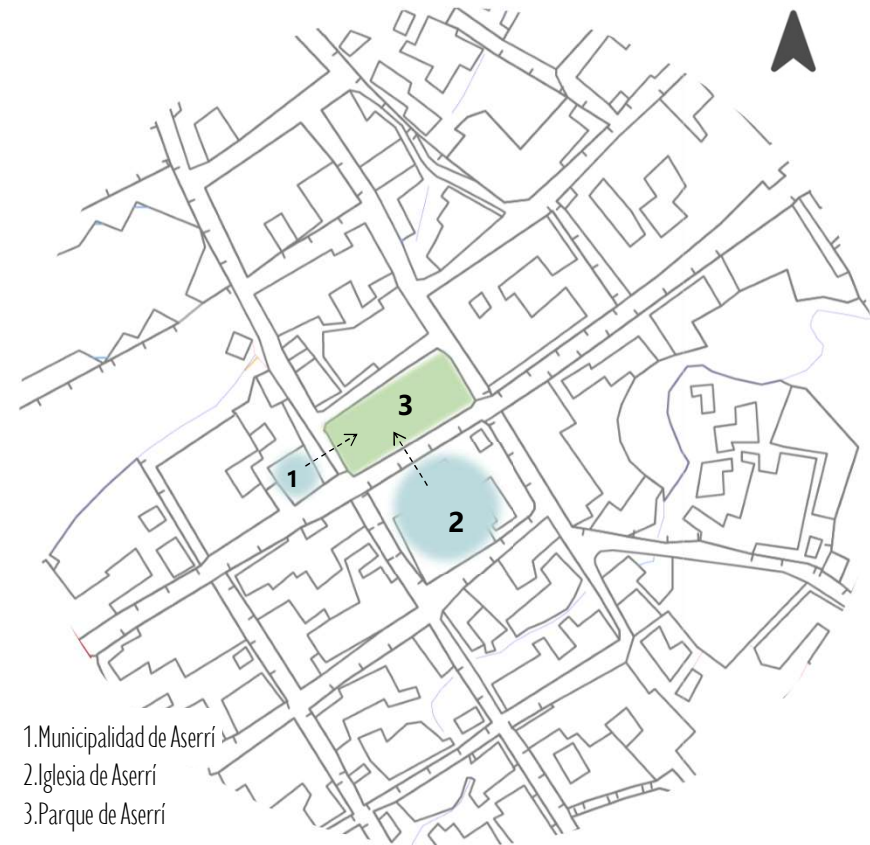 3
1
2
1.Municipalidad de Aserrí
2.Iglesia de Aserrí
3.Parque de Aserrí